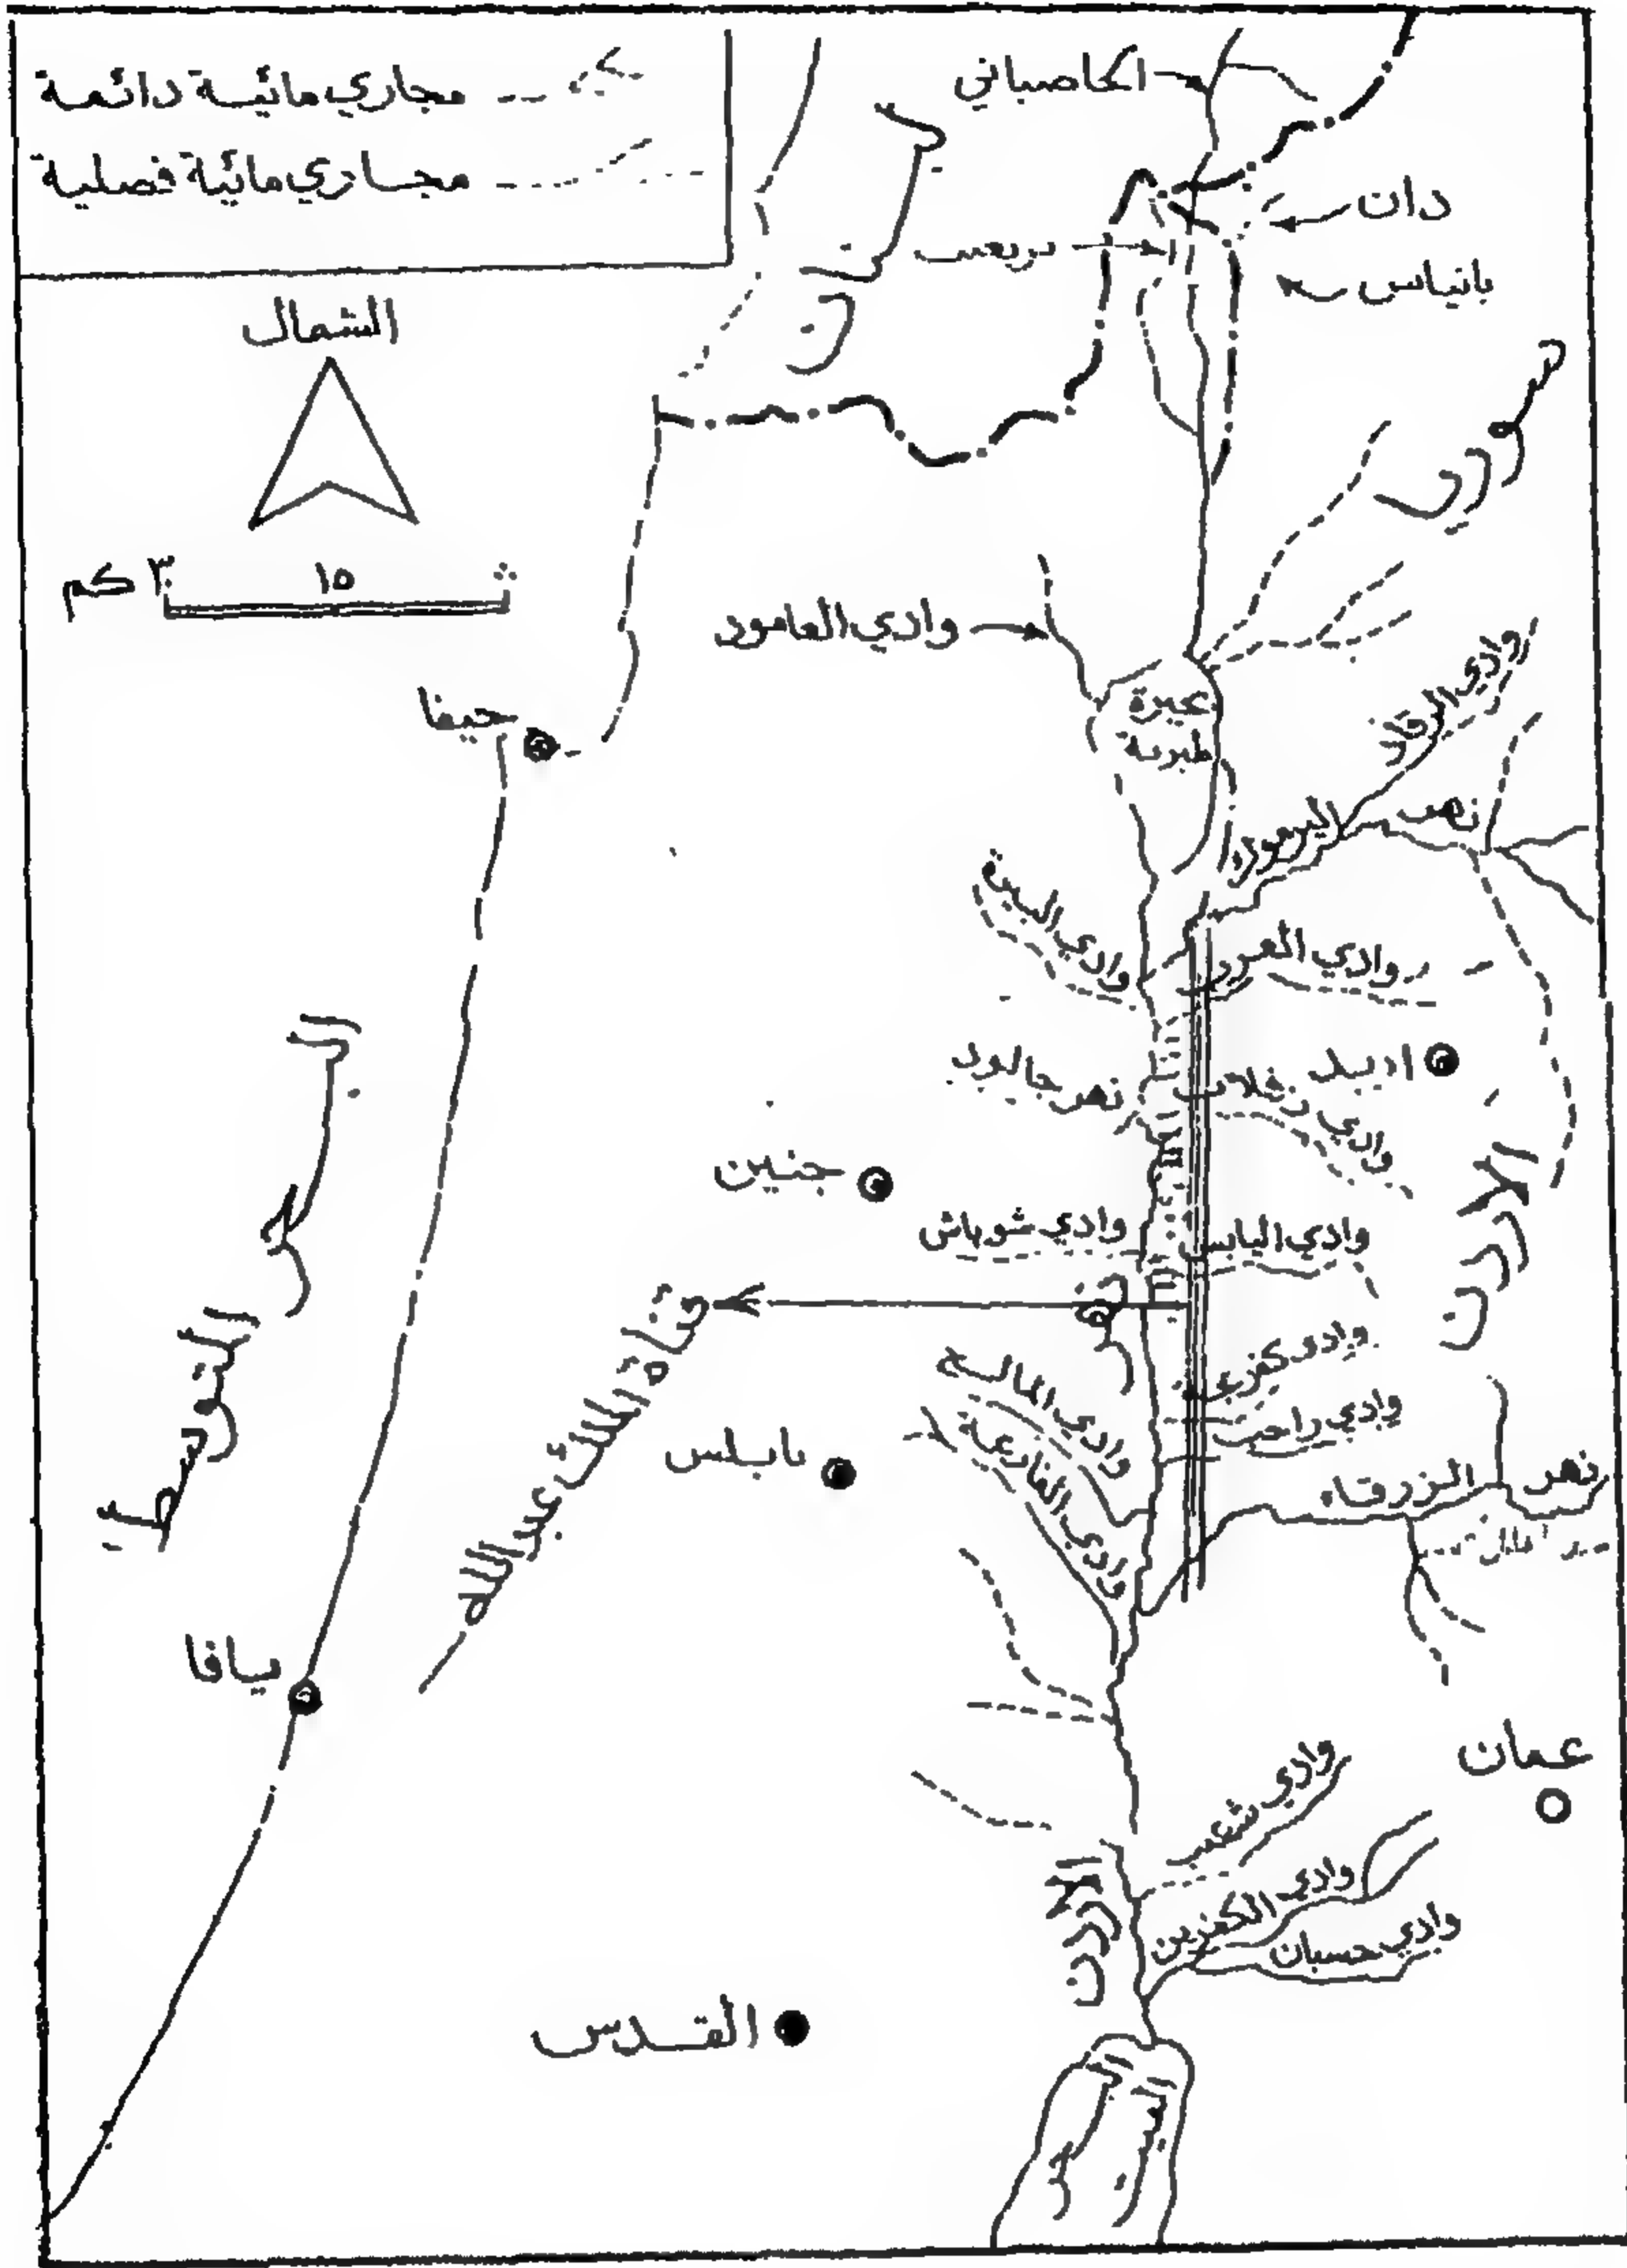 مجاري مائية دائمة
مجاري مائية فصلية
الشمال
٣٠ كم
١٥
الحاصباني
دان
بانياس
لبنان
سوريا
وادي العامود
بحيرة
طبرية
حيفا
وادي الرقاد
نهر
اليرموك
وادي البيرة
وادي العرب
نهر جالود
اربد
وادي زغلاب
الأردن
جنين
وادي شوباش
وادي اليابس
نهر
قناة الملك عبدالله
وادي المالح
وادي كفرنجة
وادي راجب
وادي الفارعة
نابلس
نهر الزرقاء
البحر المتوسط
يافا
عمان
وادي شعيب
الأردن
وادي الكفرين
وادي حسبان
القدس